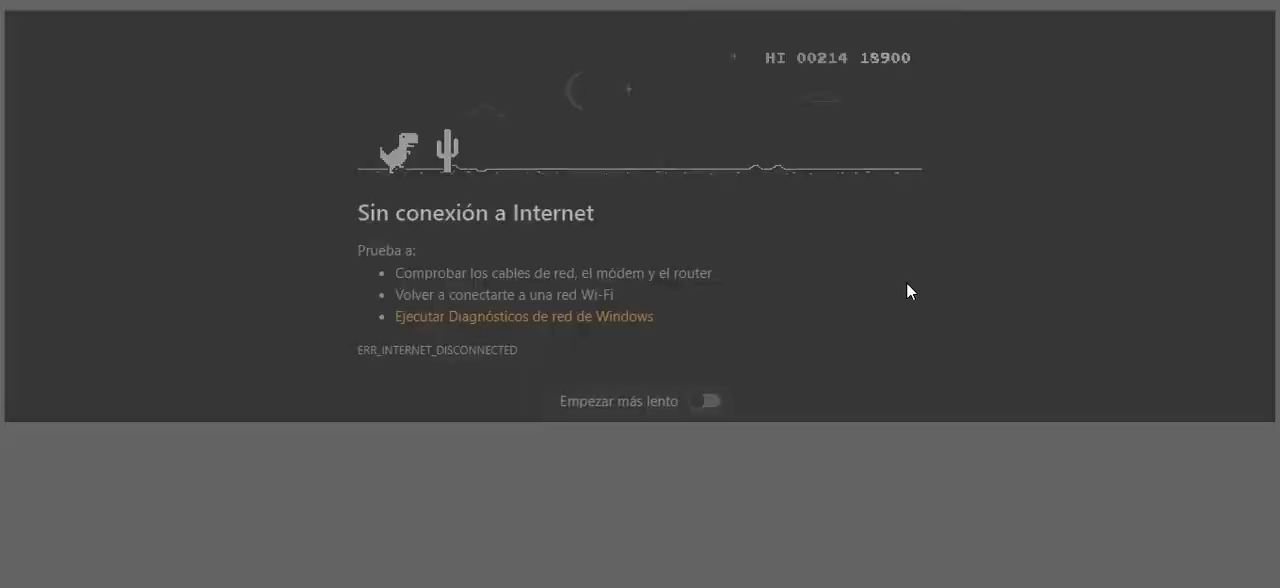 HI 00214 18900
Sin conexión a Internet
Prueba a:
Comprobar los cables de red, el módem y el router
Volver a conectarte a una red Wi-Fi
Ejecutar Diagnósticos de red de Windows
ERR_INTERNET_DISCONNECTED
Empezar más lento